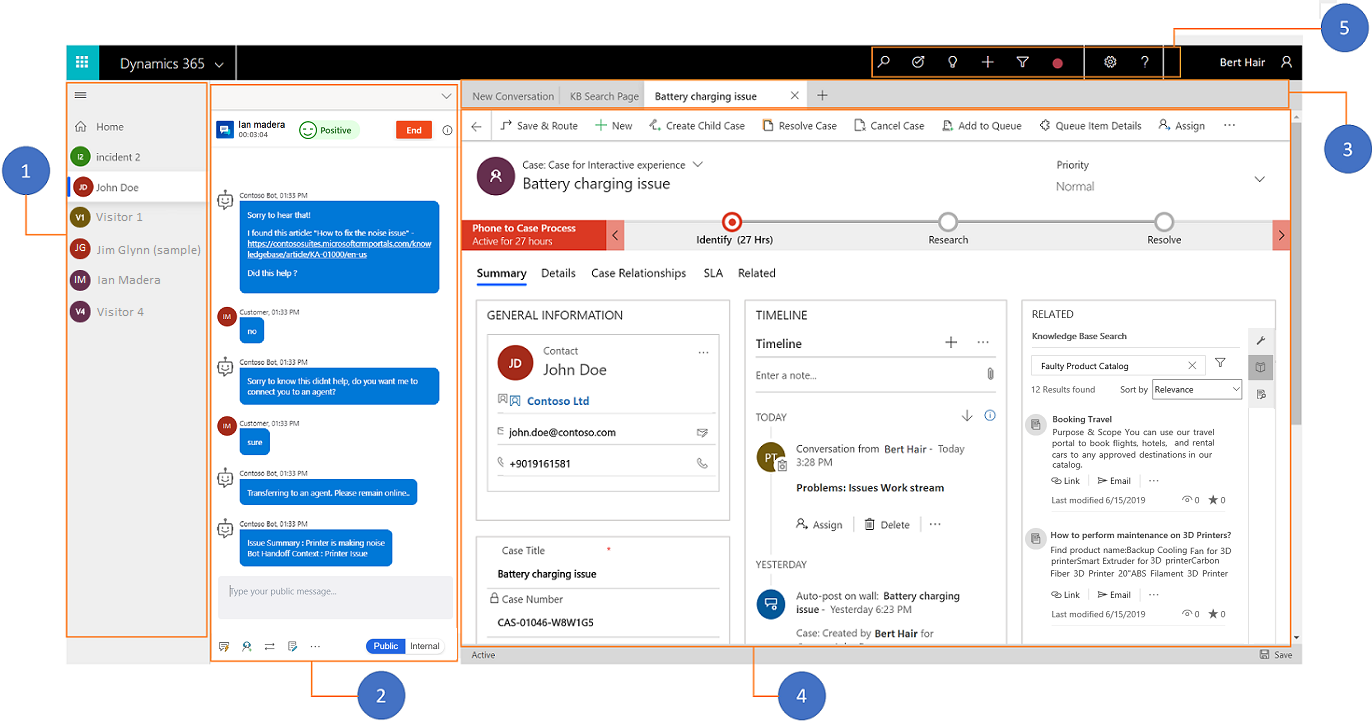 5
Dynamics 365
Bert Hair
1
Home
I2 incident 2
JD John Doe
V1 Visitor 1
JG Jim Glynn (sample)
IM Ian Madera
V4 Visitor 4
Ian madera
00:03:04
Positive
End
Contoso Bot, 01:33 PM
Sorry to hear that!
I found this article: "How to fix the noise issue" -
https://contososuites.microsoftcrmportals.com/know
ledgebase/article/KA-01000/en-us
Did this help ?
IM
Customer, 01:33 PM
no
Contoso Bot, 01:33 PM
Sorry to know this didnt help, do you want me to
connect you to an agent?
IM
Customer, 01:33 PM
sure
Contoso Bot, 01:33 PM
Transferring to an agent. Please remain online..
Contoso Bot, 01:33 PM
Issue Summary : Printer is making noise
Bot Handoff Context : Printer Issue
Type your public message...
Public Internal
2
New Conversation KB Search Page Battery charging issue
3
Save & Route New Create Child Case Resolve Case Cancel Case Add to Queue Queue Item Details Assign
Case: Case for Interactive experience
Battery charging issue
Priority
Normal
Phone to Case Process
Active for 27 hours
Identify (27 Hrs) Research Resolve
Summary Details Case Relationships SLA Related
GENERAL INFORMATION
JD
Contact
John Doe
Contoso Ltd
john.doe@contoso.com
+9019161581
Case Title *
Battery charging issue
Case Number
CAS-01046-W8W1G5
TIMELINE
Timeline
Enter a note...
TODAY
PT
Conversation from Bert Hair - Today
3:28 PM
Problems: Issues Work stream
Assign Delete
YESTERDAY
Auto-post on wall: Battery charging
issue - Yesterday 6:23 PM
Case: Created by Bert Hair for
RELATED
Knowledge Base Search
Faulty Product Catalog
12 Results found Sort by Relevance
Booking Travel
Purpose & Scope You can use our travel
portal to book flights, hotels, and rental
cars to any approved destinations in our
catalog.
Link Email
Last modified 6/15/2019 0 0
How to perform maintenance on 3D Printers?
Find product name:Backup Cooling Fan for 3D
printerSmart Extruder for 3D printerCarbon
Fiber 3D Printer 20"ABS Filament 3D Printer
Link Email
Last modified 6/15/2019 0 0
Active
Save
4